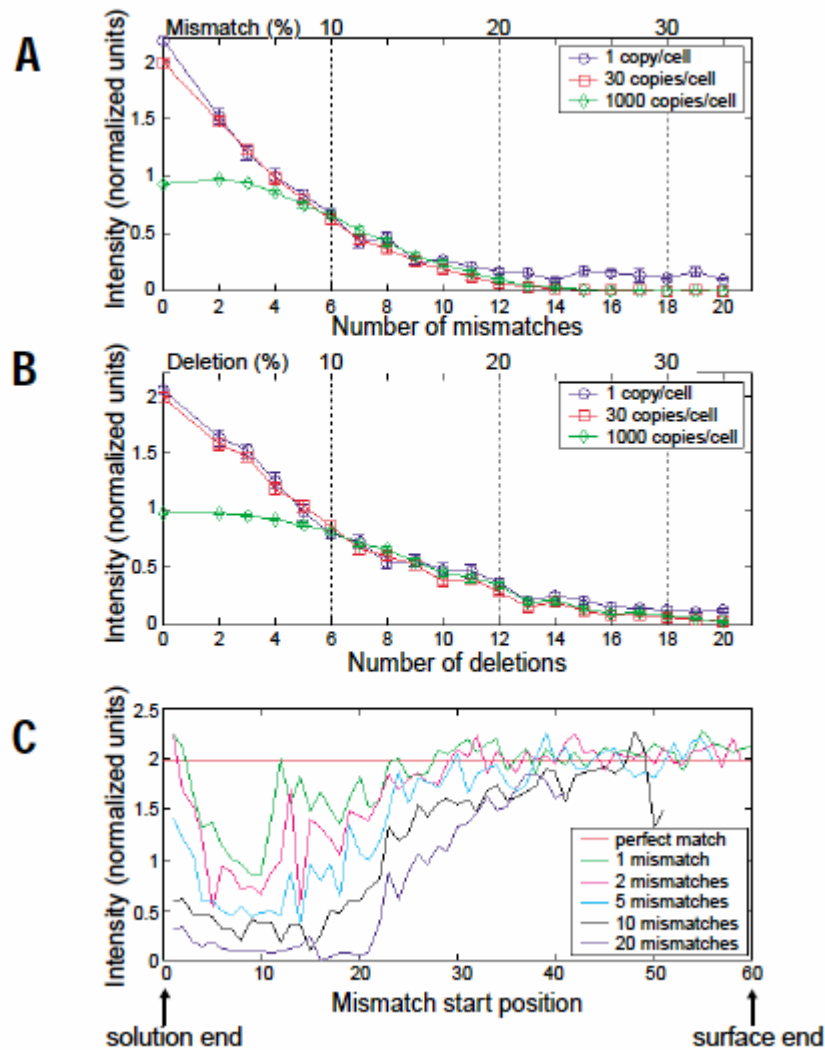 A
Mismatch (%) 10 20 30
1 copy/cell
30 copies/cell
1000 copies/cell
Intensity (normalized units)
2
1.5
1
0.5
0
0 2 4 6 8 10 12 14 16 18 20
Number of mismatches
B
Deletion (%) 10 20 30
1 copy/cell
30 copies/cell
1000 copies/cell
Intensity (normalized units)
2
1.5
1
0.5
0
0 2 4 6 8 10 12 14 16 18 20
Number of deletions
C
Intensity (normalized units)
2.5
2
1.5
1
0.5
0
perfect match
1 mismatch
2 mismatches
5 mismatches
10 mismatches
20 mismatches
0 10 20 30 40 50 60
Mismatch start position
solution end surface end